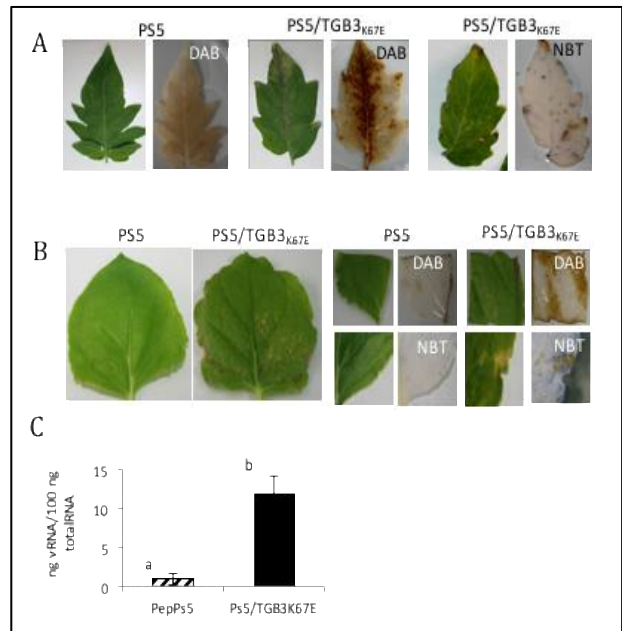 A
PS5
PS5/TGB3K67E
PS5/TGB3K67E
DAB
DAB
NBT
B
PS5
PS5/TGB3K67E
PS5
PS5/TGB3K67E
DAB
DAB
NBT
NBT
C
ng vRNA/100 ng
totalRNA
15
10
5
0
a
b
PepPs5
Ps5/TGB3K67E